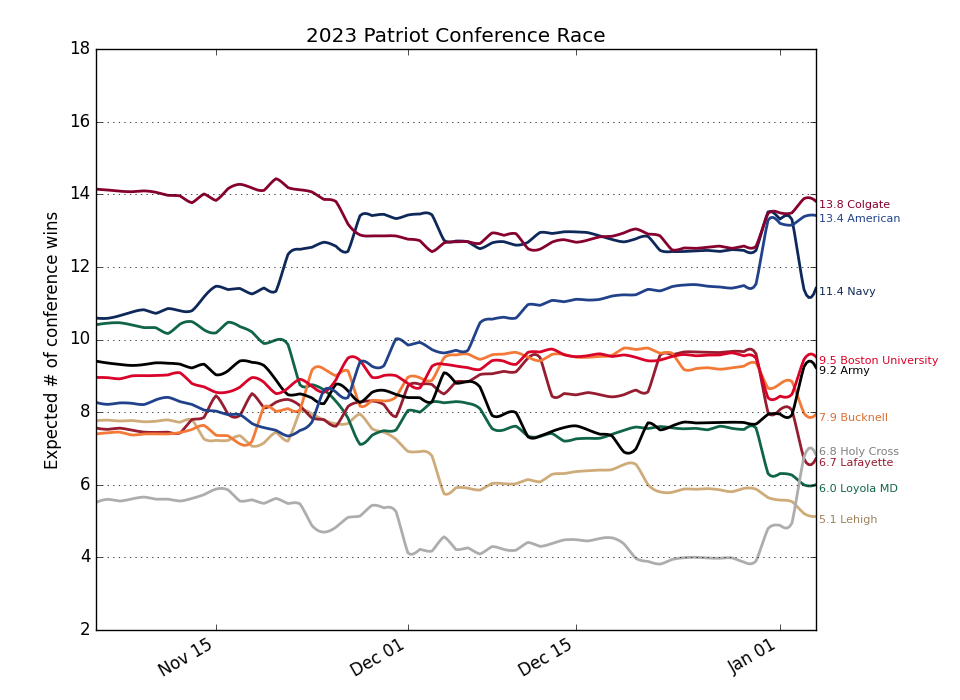 2023 Patriot Conference Race
Expected # of conference wins
18
16
14
12
10
8
6
4
2
13.8 Colgate
13.4 American
11.4 Navy
9.5 Boston University
9.2 Army
7.9 Bucknell
6.8 Holy Cross
6.7 Lafayette
6.0 Loyola MD
5.1 Lehigh
Nov 15
Dec 01
Dec 15
Jan 01